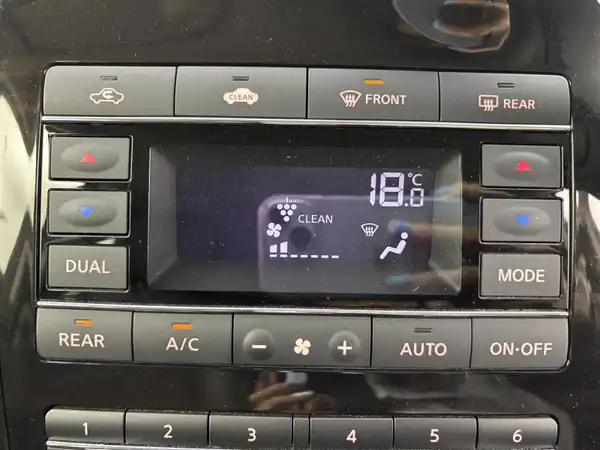 CLEAN FRONT REAR
18.0 °C
CLEAN
DUAL MODE
REAR A/C − + AUTO ON·OFF
1 2 3 4 5 6